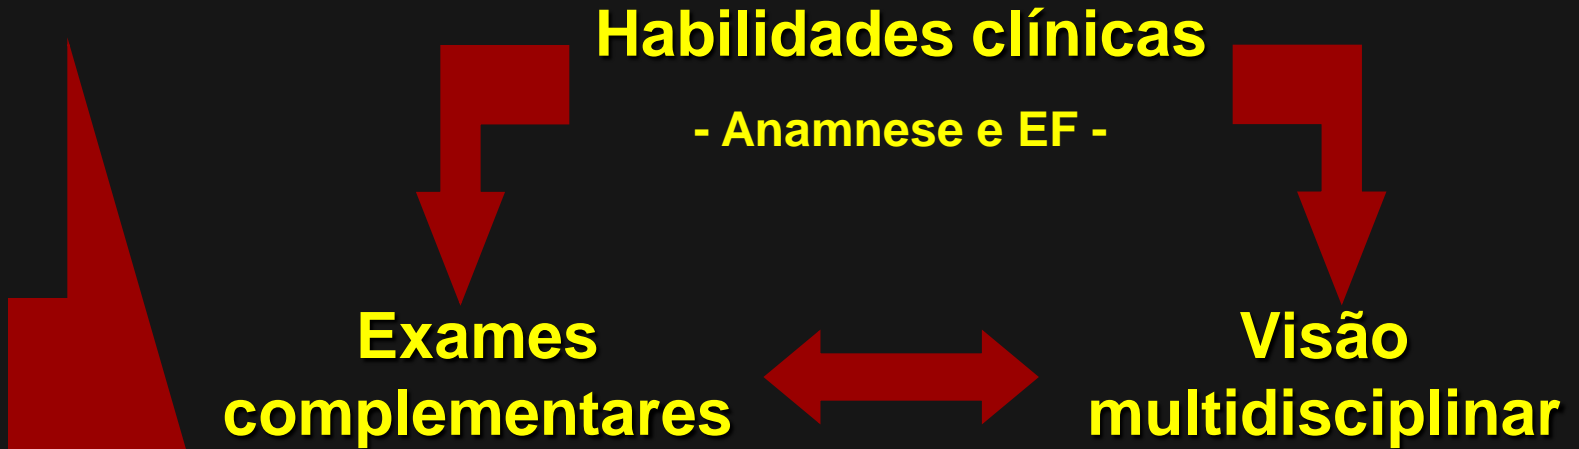 Habilidades clínicas
- Anamnese e EF -
Exames
complementares
Visão
multidisciplinar